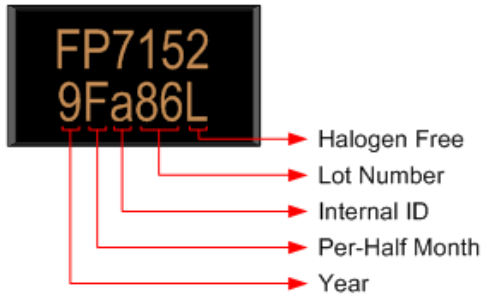 FP7152
9Fa86L
Halogen Free
Lot Number
Internal ID
Per-Half Month
Year